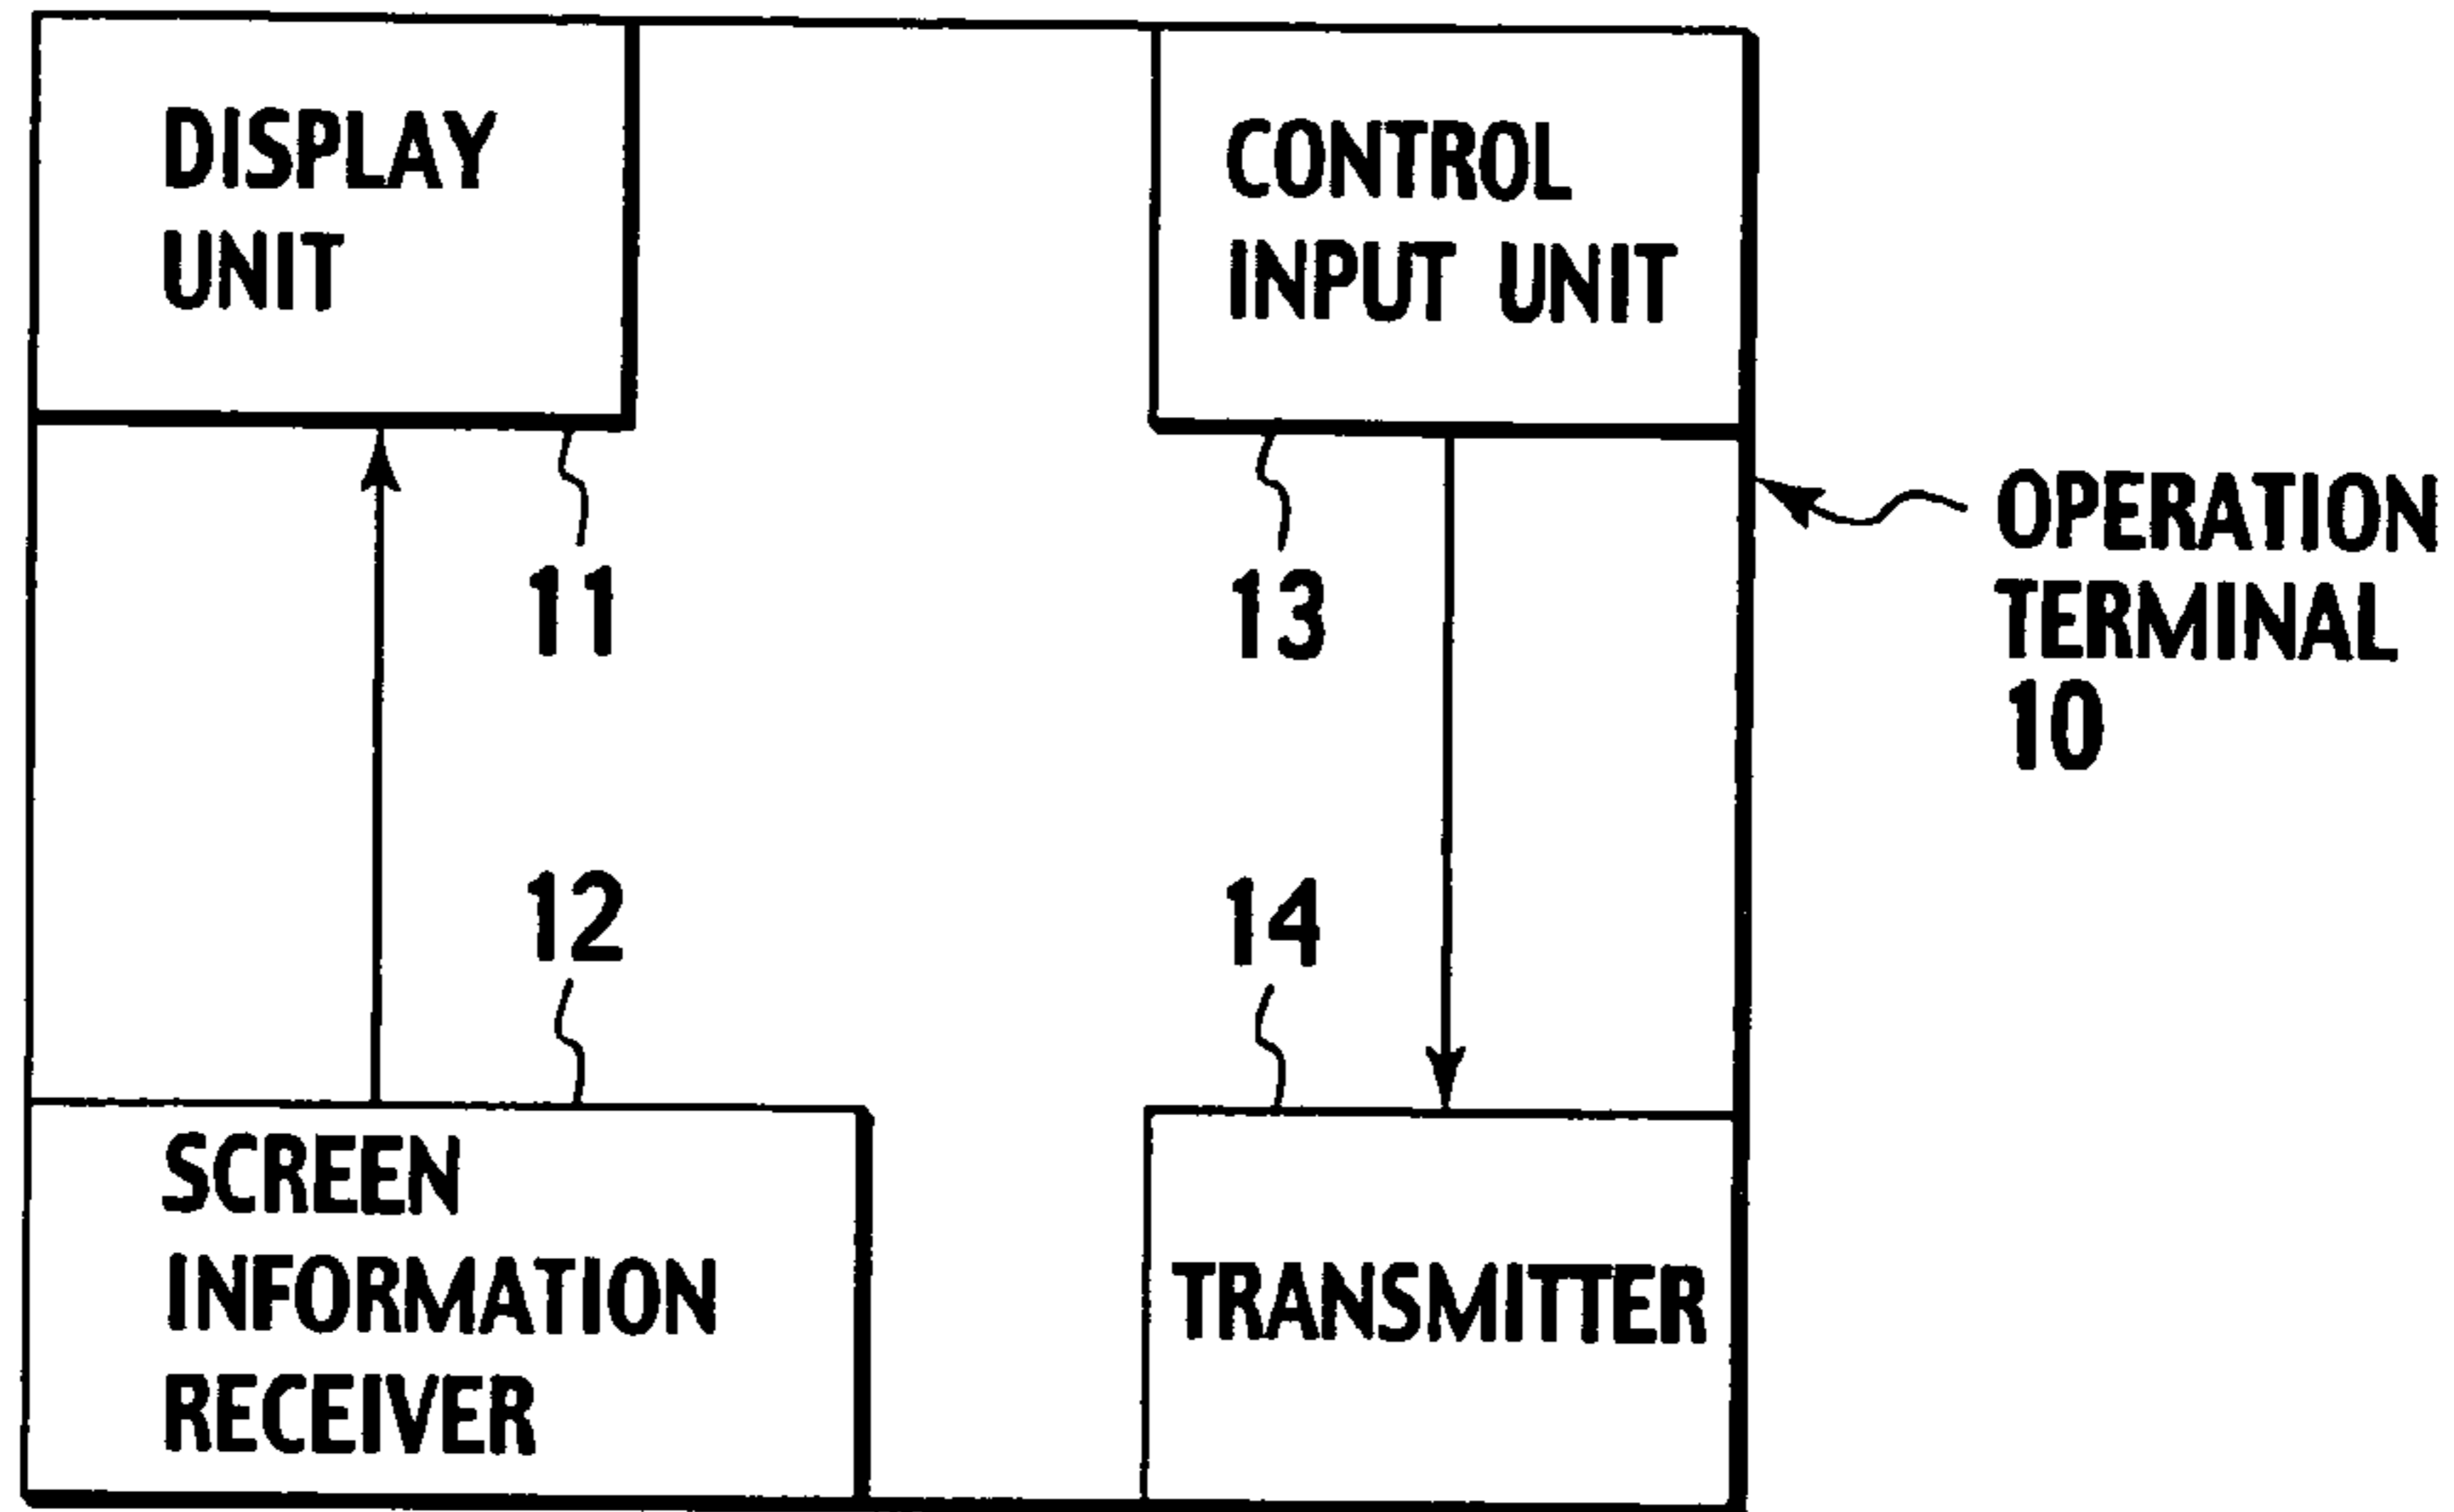 DISPLAY
UNIT
CONTROL
INPUT UNIT
11
13
OPERATION
TERMINAL
10
12
14
SCREEN
INFORMATION
RECEIVER
TRANSMITTER